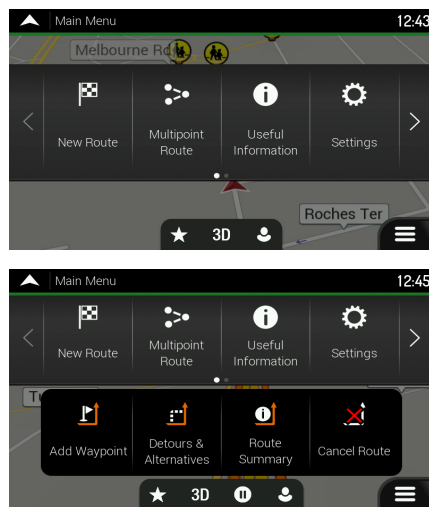 Main Menu 12:43
Melbourne Rd
New Route
Multipoint
Route
Useful
Information
Settings
Roches Ter
3D
Main Menu 12:45
New Route
Multipoint
Route
Useful
Information
Settings
Add Waypoint
Detours &
Alternatives
Route
Summary
Cancel Route
3D